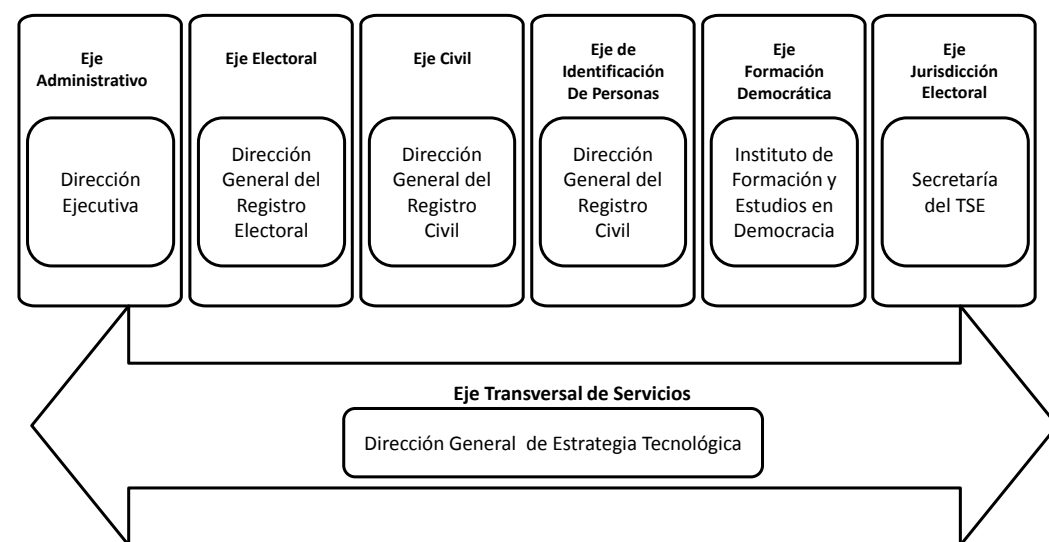 Eje
Administrativo
Dirección
Ejecutiva
Eje Electoral
Dirección
General del
Registro
Electoral
Eje Civil
Dirección
General del
Registro
Civil
Eje de
Identificación
De Personas
Dirección
General del
Registro
Civil
Eje
Formación
Democrática
Instituto de
Formación y
Estudios en
Democracia
Eje
Jurisdicción
Electoral
Secretaría
del TSE
Eje Transversal de Servicios
Dirección General de Estrategia Tecnológica